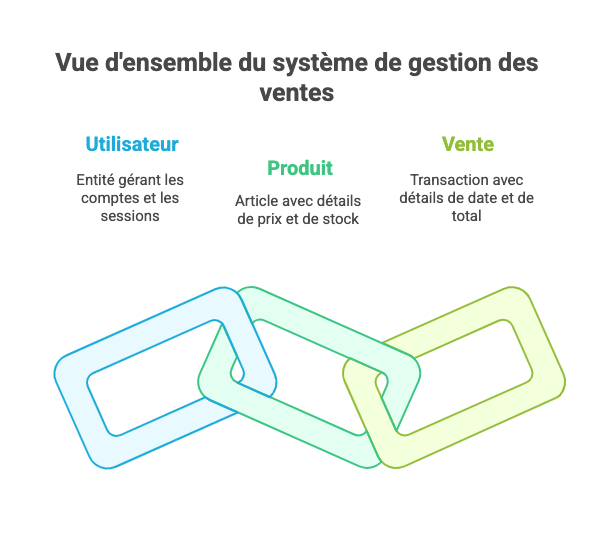 Vue d'ensemble du système de gestion des
ventes
Utilisateur
Entité gérant les
comptes et les
sessions
Produit
Article avec détails
de prix et de stock
Vente
Transaction avec
détails de date et de
total